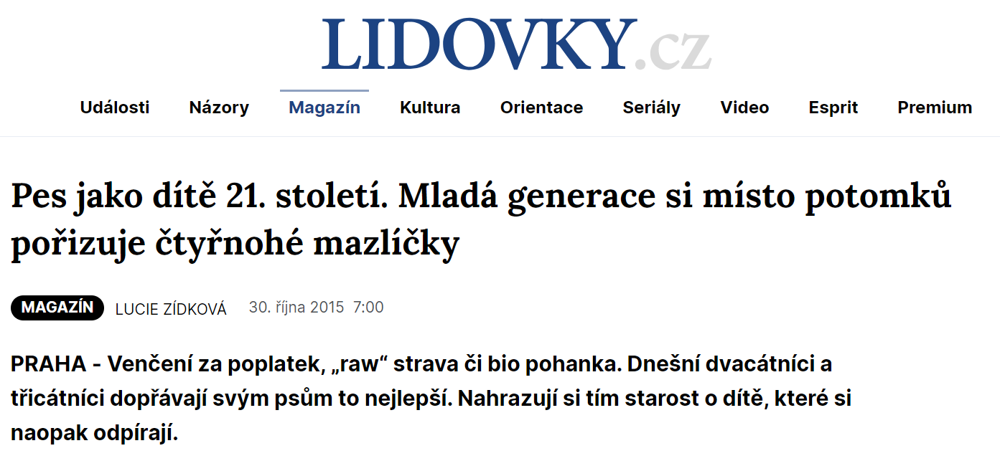 LIDOVKY.cz
Události Názory Magazín Kultura Orientace Seriály Video Esprit Premium
Pes jako dítě 21. století. Mladá generace si místo potomků
pořizuje čtyřnohé mazlíčky
MAGAZÍN LUCIE ZÍDKOVÁ 30. října 2015 7:00
PRAHA - Venčení za poplatek, „raw“ strava či bio pohanka. Dnešní dvacátníci a
třicátníci dopřávají svým psům to nejlepší. Nahrazují si tím starost o dítě, které si
naopak odpírají.